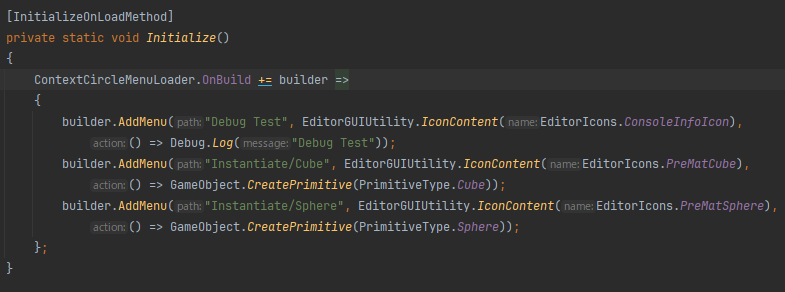 [InitializeOnLoadMethod]
private static void Initialize()
{
    ContextCircleMenuLoader.OnBuild += builder =>
    {
        builder.AddMenu( path: "Debug Test", EditorGUIUtility.IconContent( name: EditorIcons.ConsoleInfoIcon),
            action: () => Debug.Log( message: "Debug Test"));
        builder.AddMenu( path: "Instantiate/Cube", EditorGUIUtility.IconContent( name: EditorIcons.PreMatCube),
            action: () => GameObject.CreatePrimitive(PrimitiveType.Cube));
        builder.AddMenu( path: "Instantiate/Sphere", EditorGUIUtility.IconContent( name: EditorIcons.PreMatSphere),
            action: () => GameObject.CreatePrimitive(PrimitiveType.Sphere));
    };
}